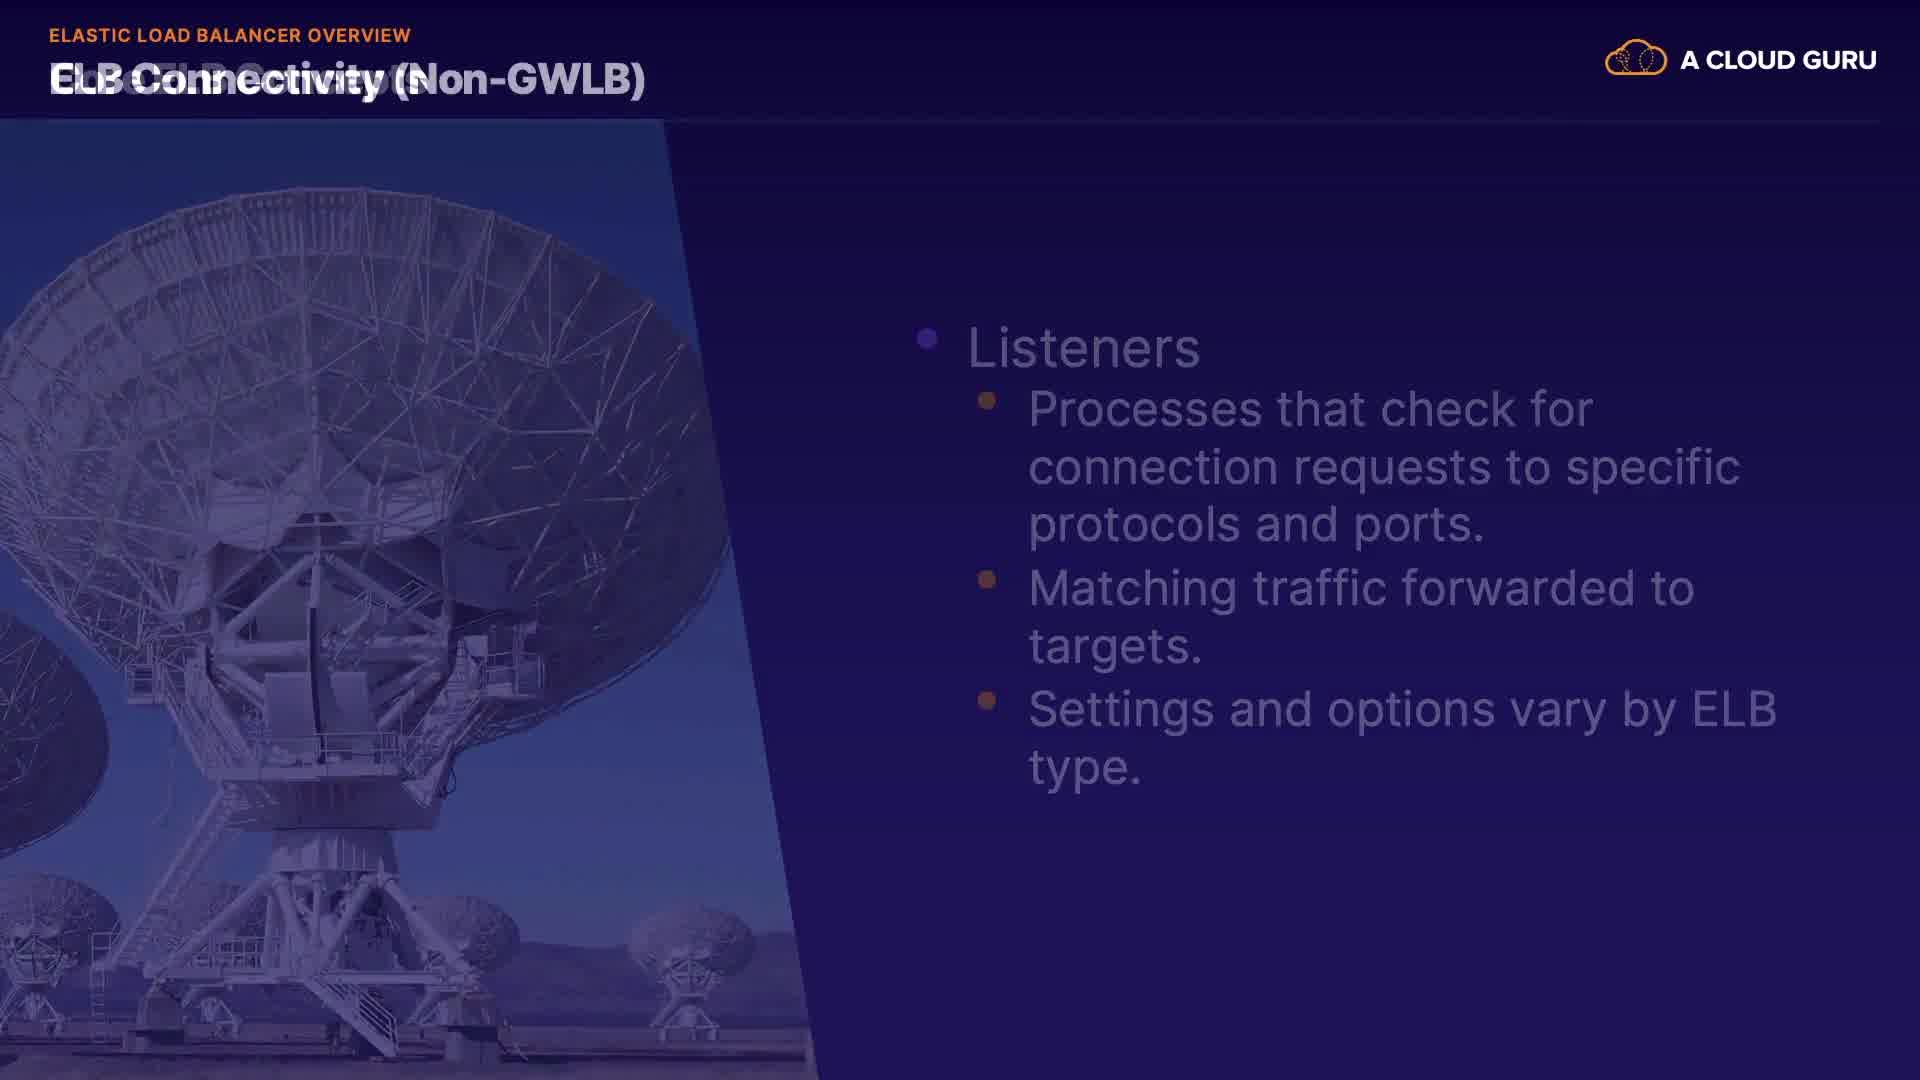 ELASTIC LOAD BALANCER OVERVIEW
ELB Connectivity (Non-GWLB)
A CLOUD GURU
Listeners
Processes that check for
connection requests to specific
protocols and ports.
Matching traffic forwarded to
targets.
Settings and options vary by ELB
type.